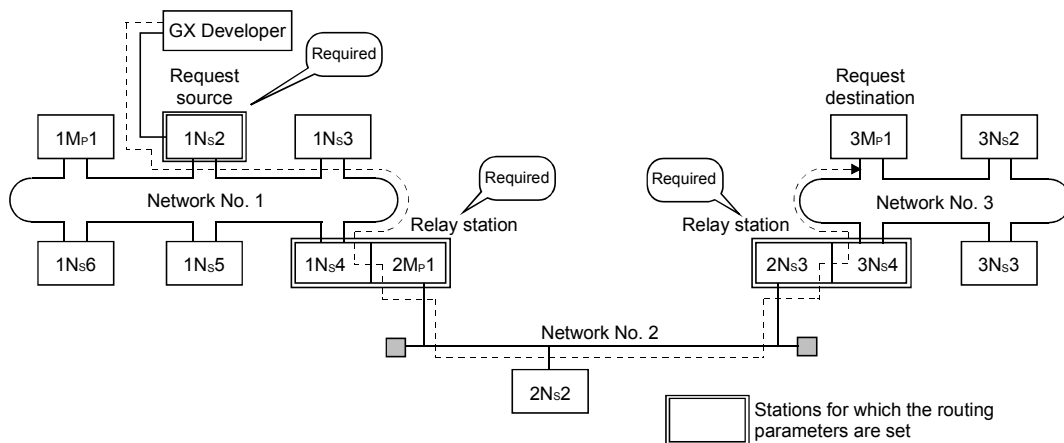 GX Developer
Required
Request
source
Request
destination
1MP1
1NS2
1NS3
3MP1
3NS2
Required
Required
Network No. 1
Network No. 3
Relay station
Relay station
1NS6
1NS5
1NS4
2MP1
2NS3
3NS4
3NS3
Network No. 2
2NS2
Stations for which the routing
parameters are set